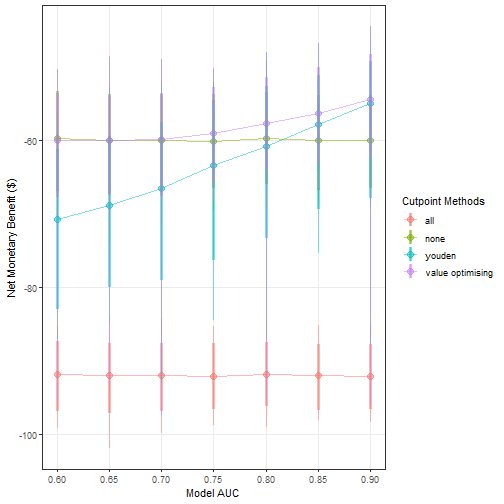 Net Monetary Benefit ($)
-60
-80
-100
0.60 0.65 0.70 0.75 0.80 0.85 0.90
Model AUC
Cutpoint Methods
all
none
youden
value optimising